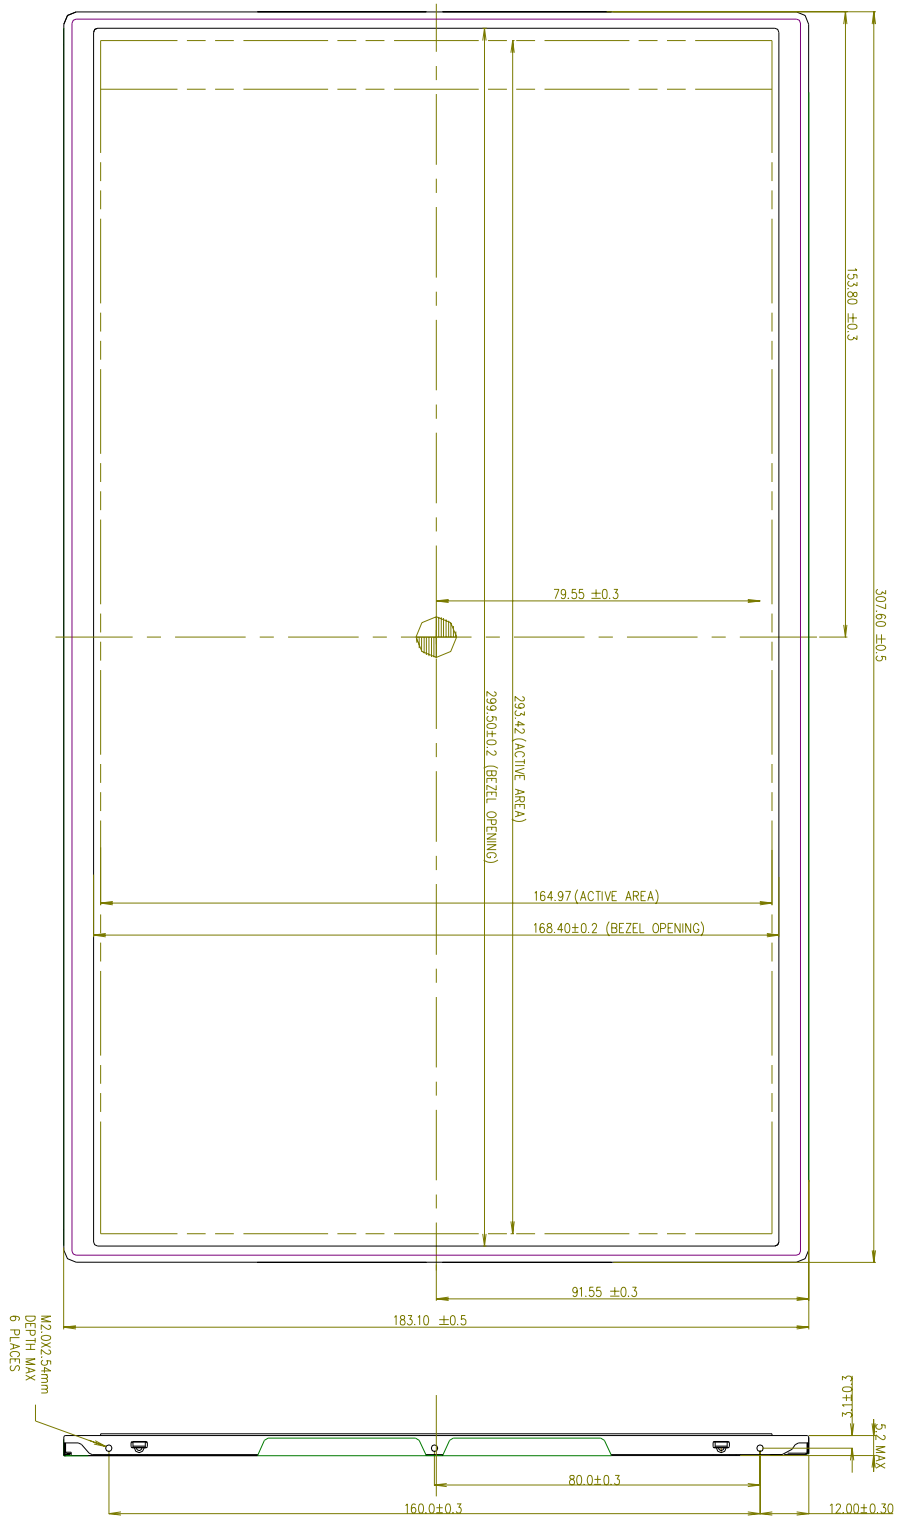 153.80 ±0.3
307.60 ±0.5
79.55 ±0.3
293.42(ACTIVE AREA)
299.50±0.2 (BEZEL OPENING)
164.97(ACTIVE AREA)
168.40±0.2 (BEZEL OPENING)
91.55 ±0.3
183.10 ±0.5
M2.0X2.54mm
DEPTH MAX
6 PLACES
3.1±0.3
5.2 MAX
80.0±0.3
160.0±0.3
12.00±0.30